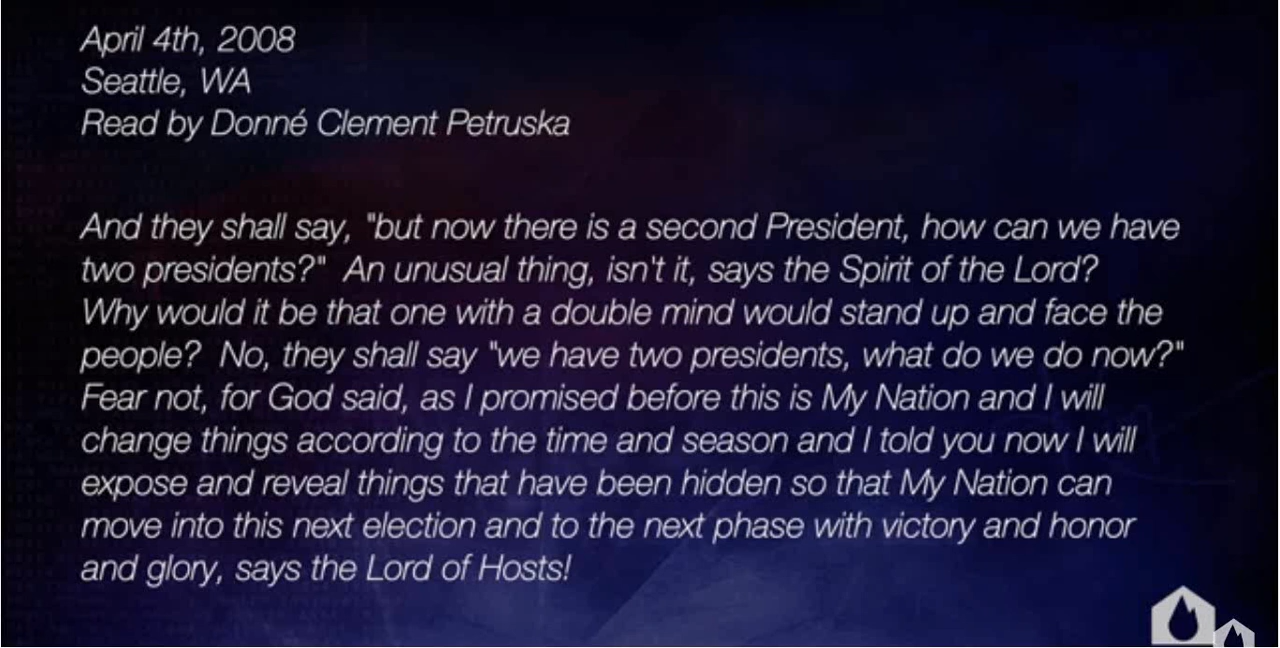 April 4th, 2008
Seattle, WA
Read by Donné Clement Petruska
And they shall say, "but now there is a second President, how can we have
two presidents?" An unusual thing, isn't it, says the Spirit of the Lord?
Why would it be that one with a double mind would stand up and face the
people? No, they shall say "we have two presidents, what do we do now?"
Fear not, for God said, as I promised before this is My Nation and I will
change things according to the time and season and I told you now I will
expose and reveal things that have been hidden so that My Nation can
move into this next election and to the next phase with victory and honor
and glory, says the Lord of Hosts!